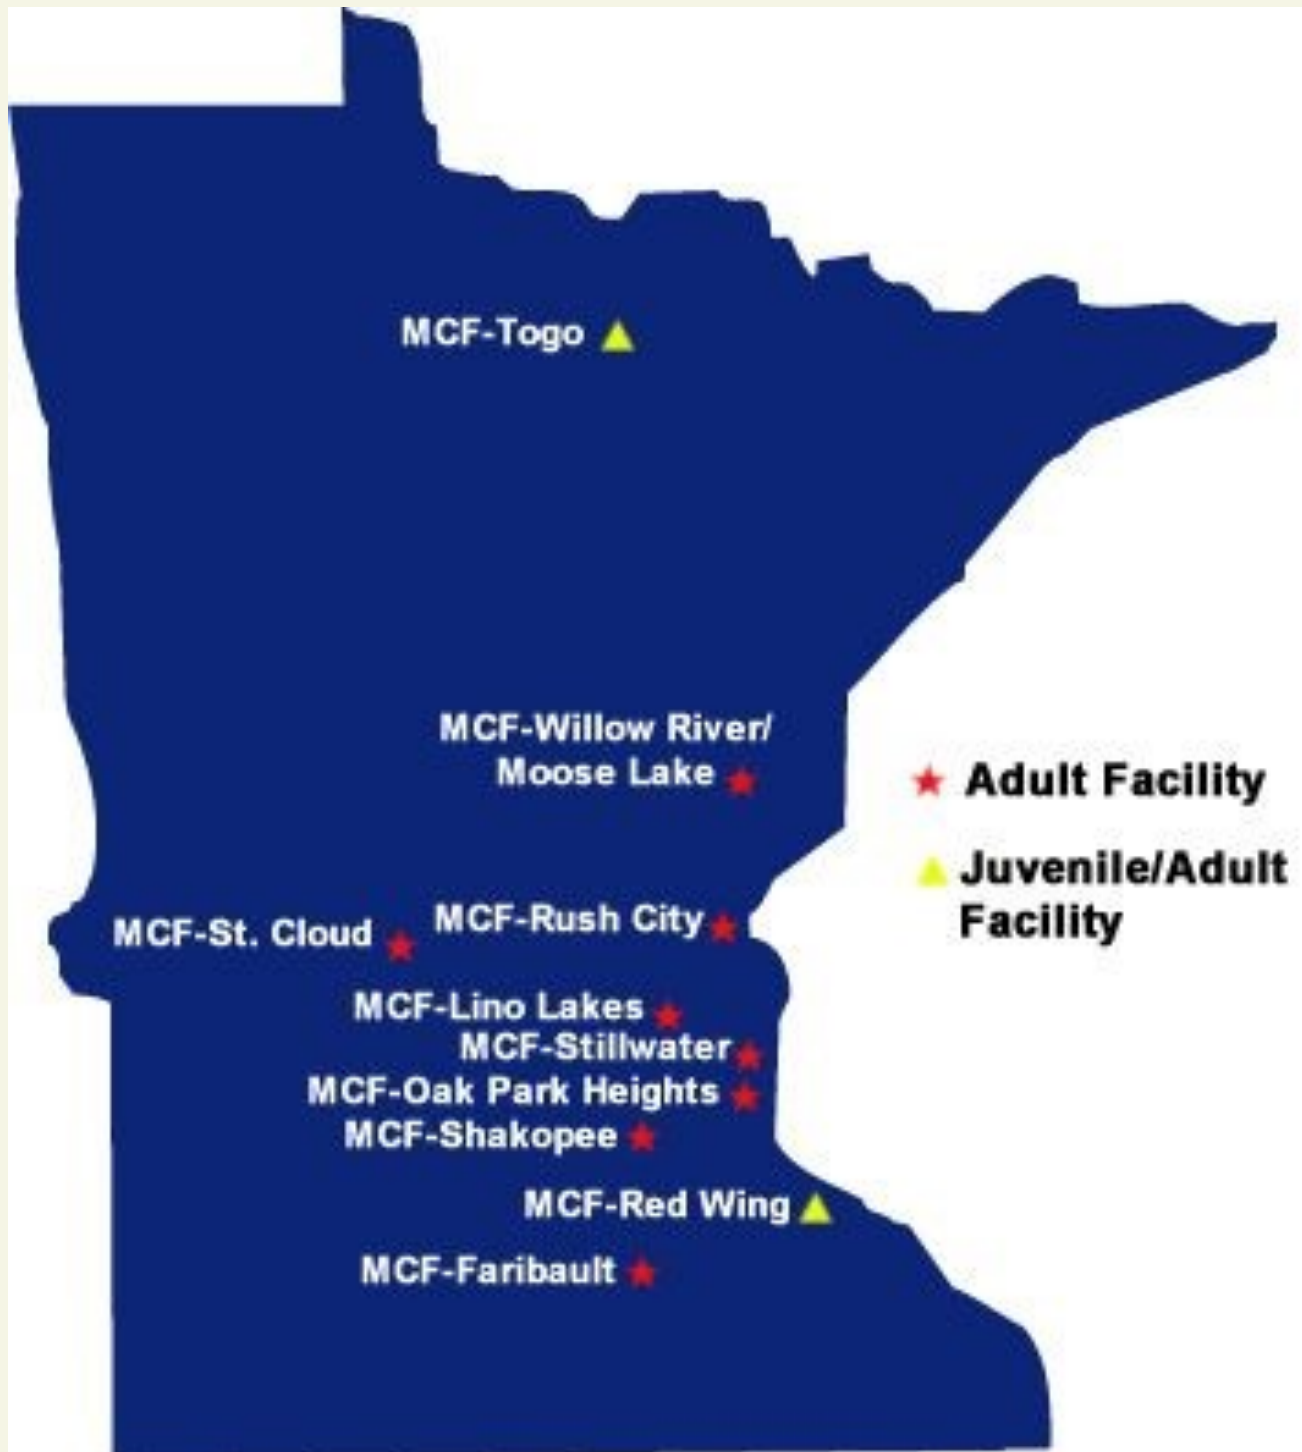 MCF-Togo
MCF-Willow River/
Moose Lake
Adult Facility
Juvenile/Adult
Facility
MCF-St. Cloud
MCF-Rush City
MCF-Lino Lakes
MCF-Stillwater
MCF-Oak Park Heights
MCF-Shakopee
MCF-Red Wing
MCF-Faribault